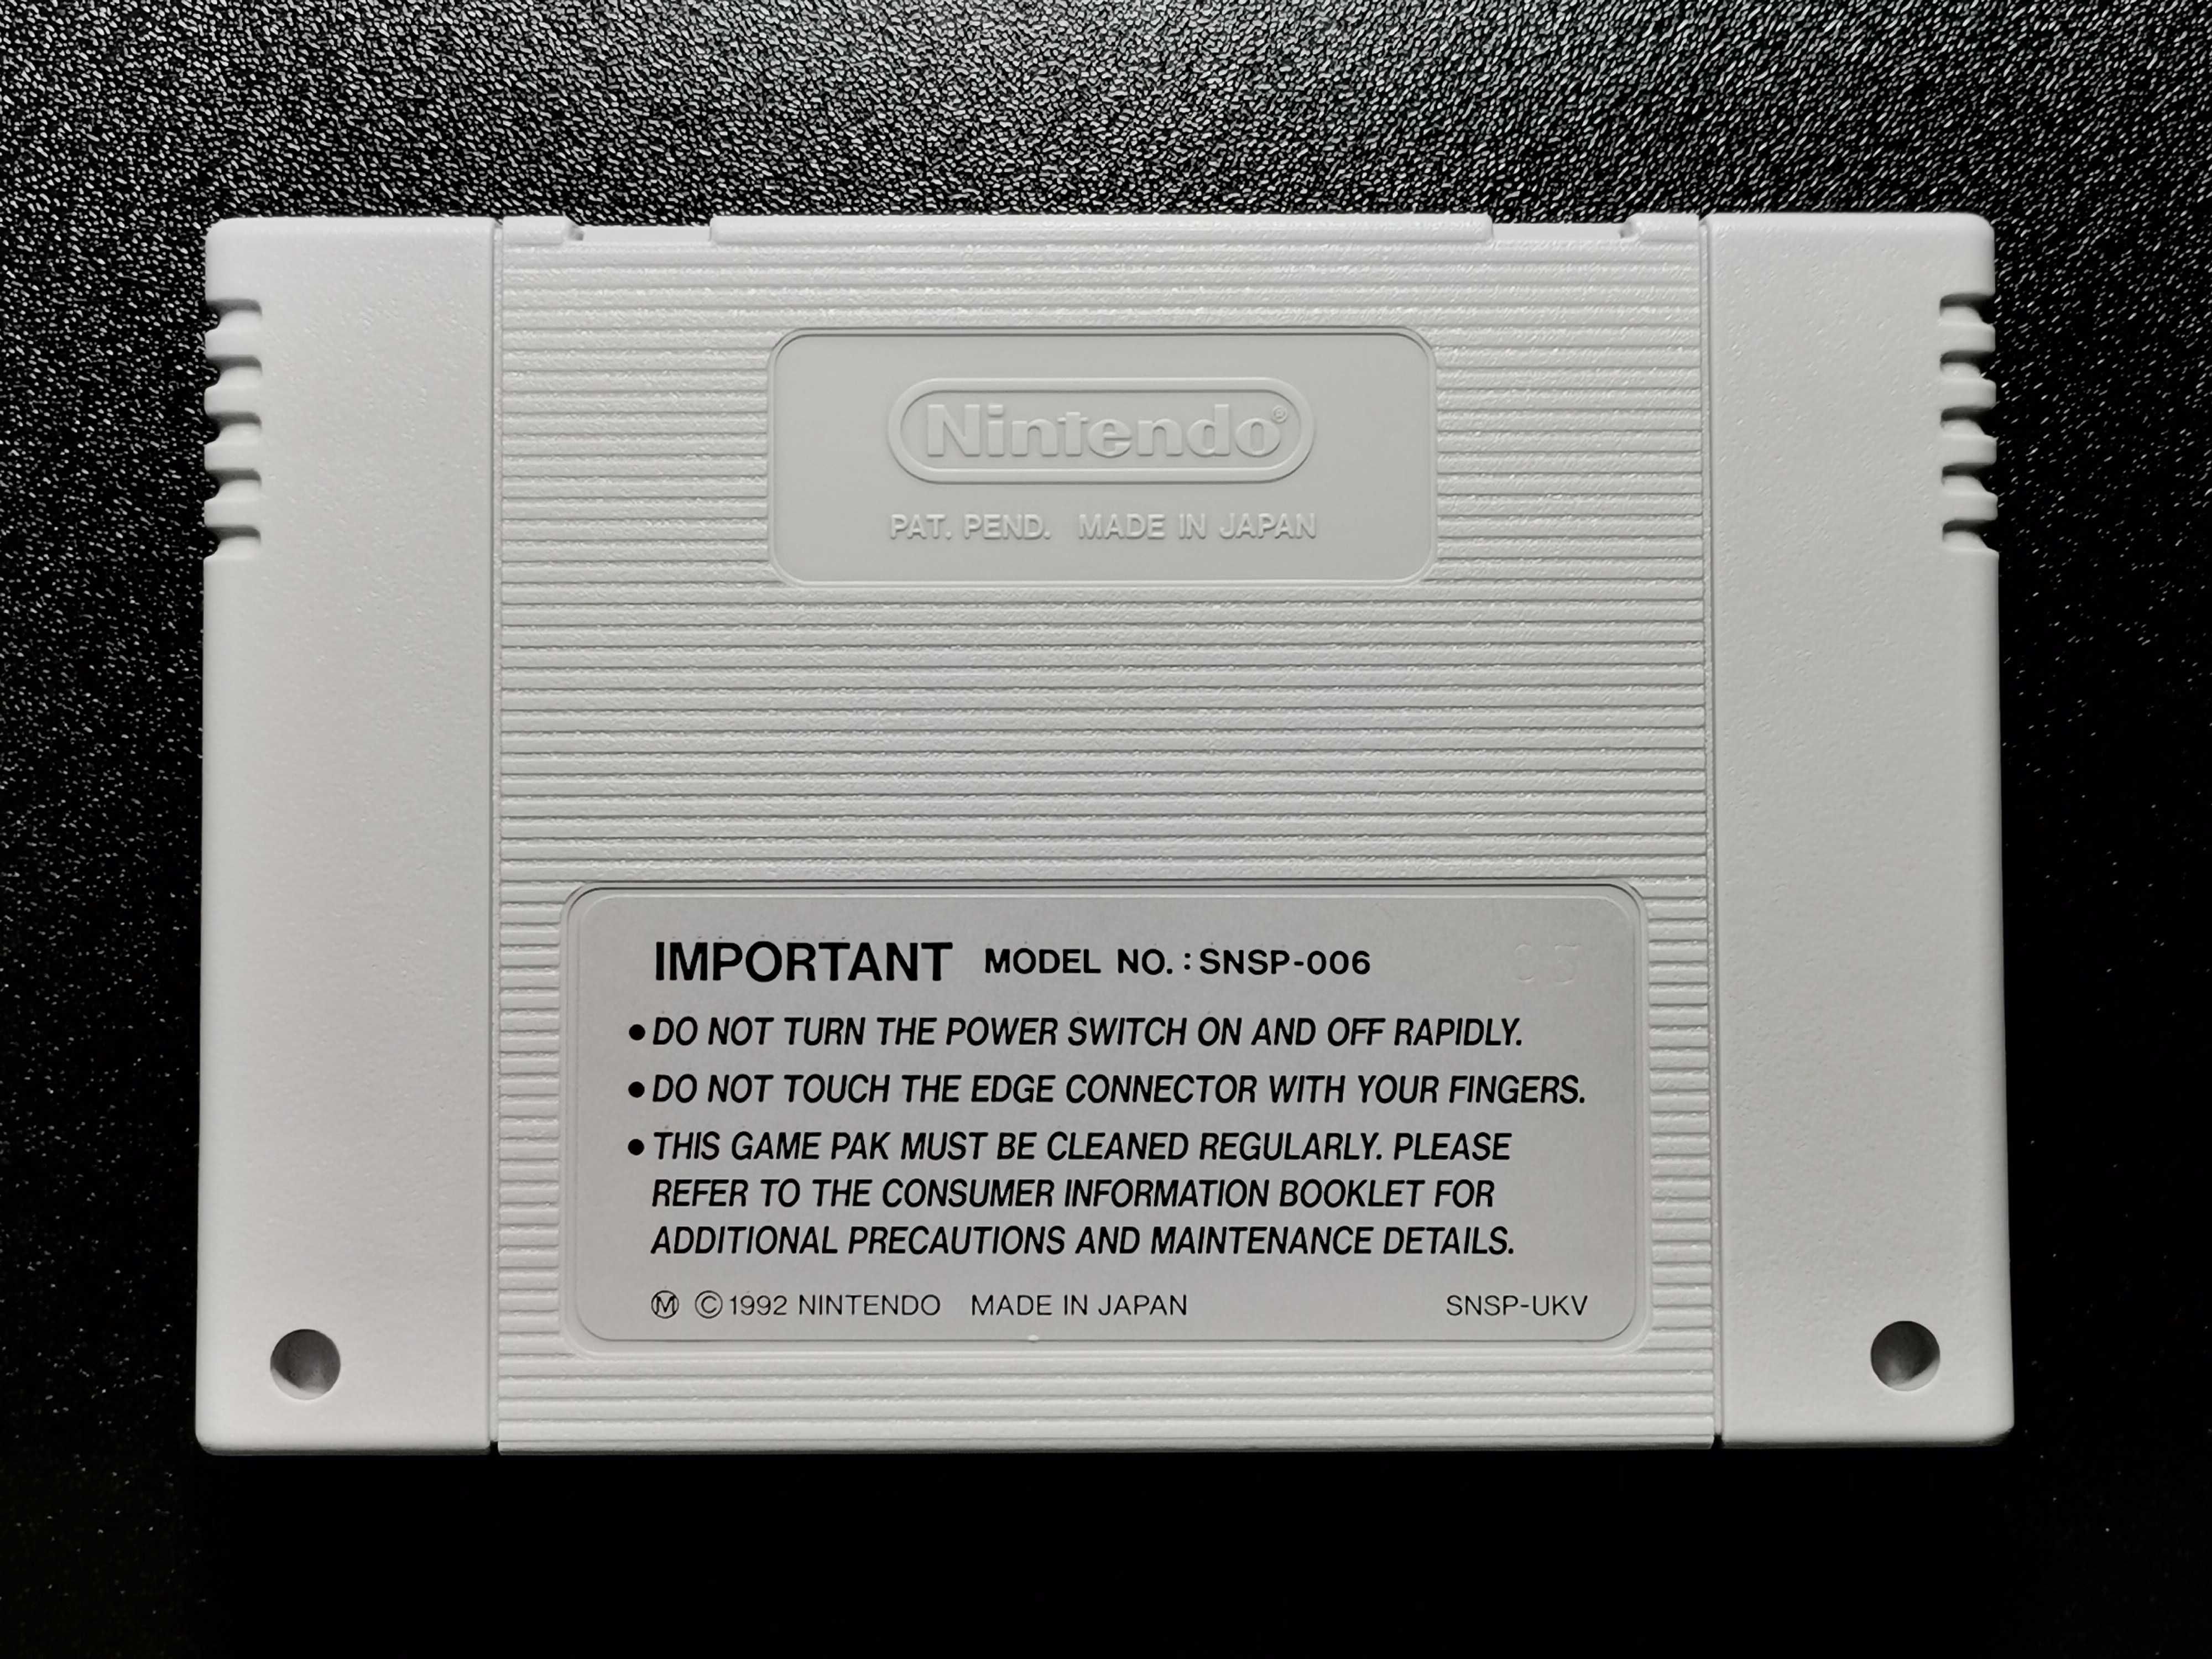 Nintendo®
PAT. PEND. MADE IN JAPAN
IMPORTANT MODEL NO.:SNSP-006
05
●DO NOT TURN THE POWER SWITCH ON AND OFF RAPIDLY.
●DO NOT TOUCH THE EDGE CONNECTOR WITH YOUR FINGERS.
●THIS GAME PAK MUST BE CLEANED REGULARLY. PLEASE
REFER TO THE CONSUMER INFORMATION BOOKLET FOR
ADDITIONAL PRECAUTIONS AND MAINTENANCE DETAILS.
Ⓜ ©1992 NINTENDO MADE IN JAPAN SNSP-UKV